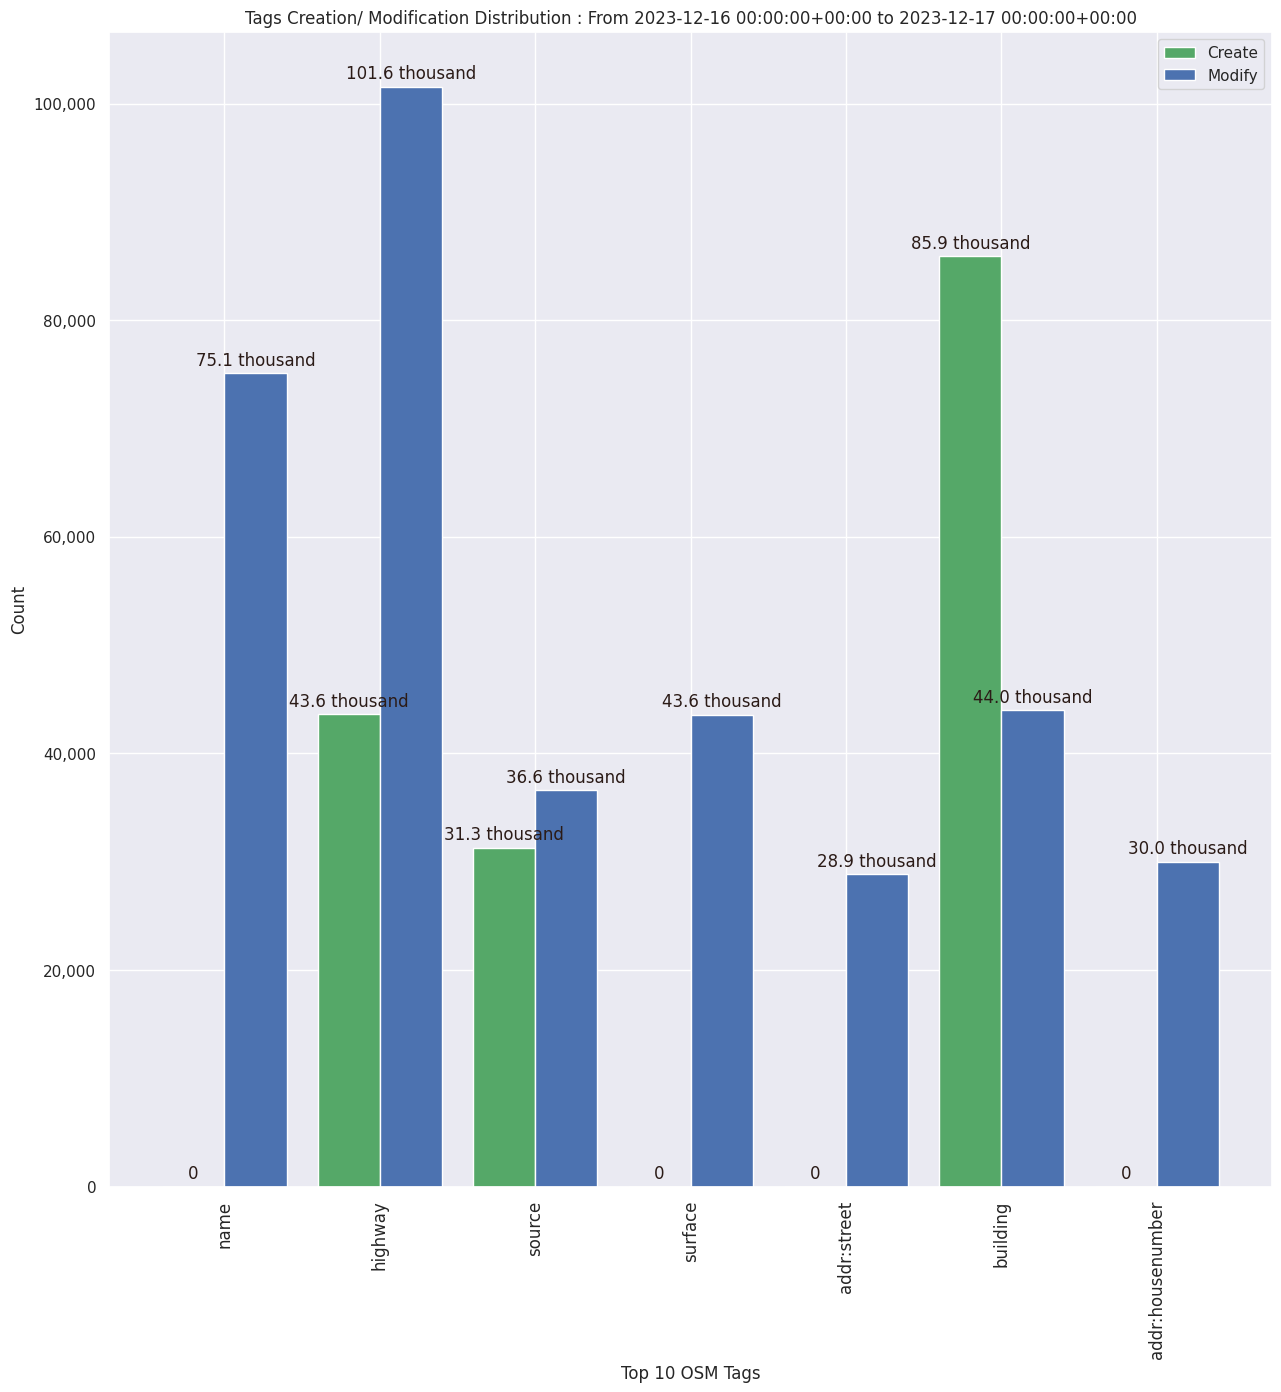 Tags Creation/ Modification Distribution : From 2023-12-16 00:00:00+00:00 to 2023-12-17 00:00:00+00:00
Create
Modify
101.6 thousand
100,000
85.9 thousand
80,000
75.1 thousand
60,000
Count
43.6 thousand
43.6 thousand
44.0 thousand
40,000
36.6 thousand
31.3 thousand
28.9 thousand
30.0 thousand
20,000
0
0
0
0
0
name
highway
source
surface
addr:street
building
addr:housenumber
Top 10 OSM Tags